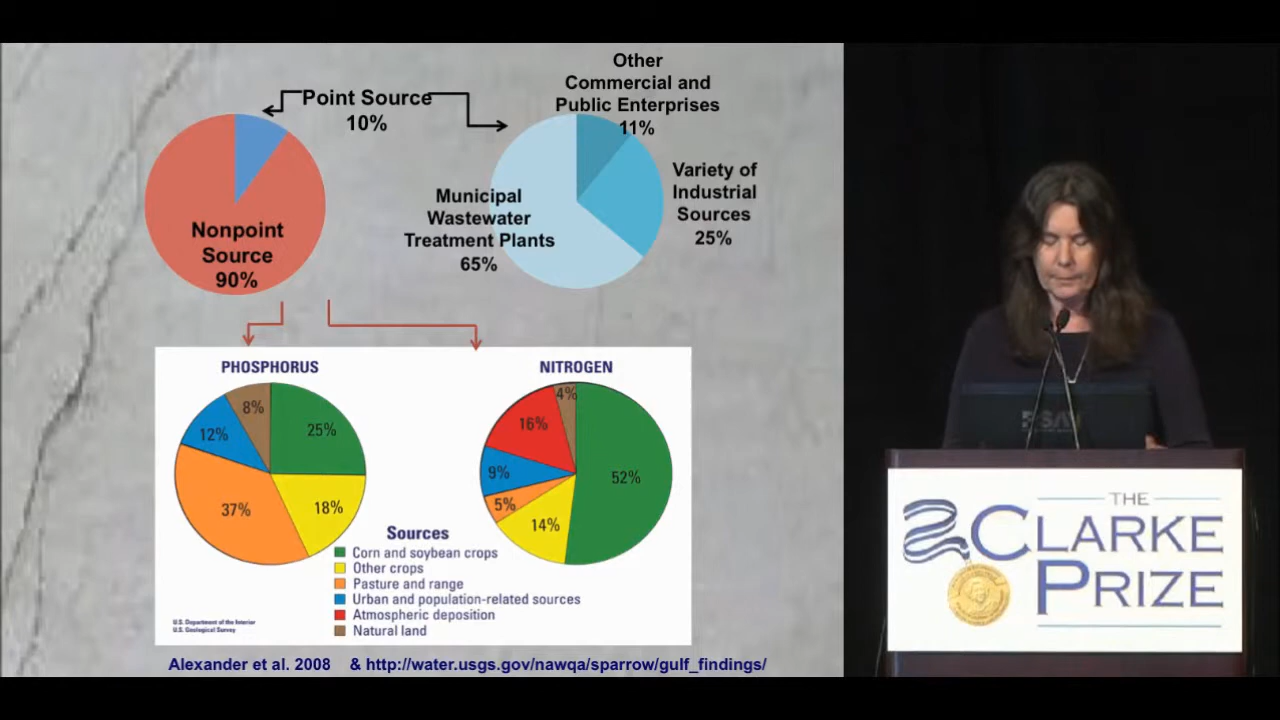 Point Source
10%
Nonpoint
Source
90%
Other
Commercial and
Public Enterprises
11%
Variety of
Industrial
Sources
25%
Municipal
Wastewater
Treatment Plants
65%
PHOSPHORUS
8%
25%
12%
37%
18%
NITROGEN
4%
16%
9%
52%
5%
14%
Sources
Corn and soybean crops
Other crops
Pasture and range
Urban and population-related sources
Atmospheric deposition
Natural land
U.S. Department of the Interior
U.S. Geological Survey
Alexander et al. 2008 & http://water.usgs.gov/nawqa/sparrow/gulf_findings/
THE
CLARKE
PRIZE